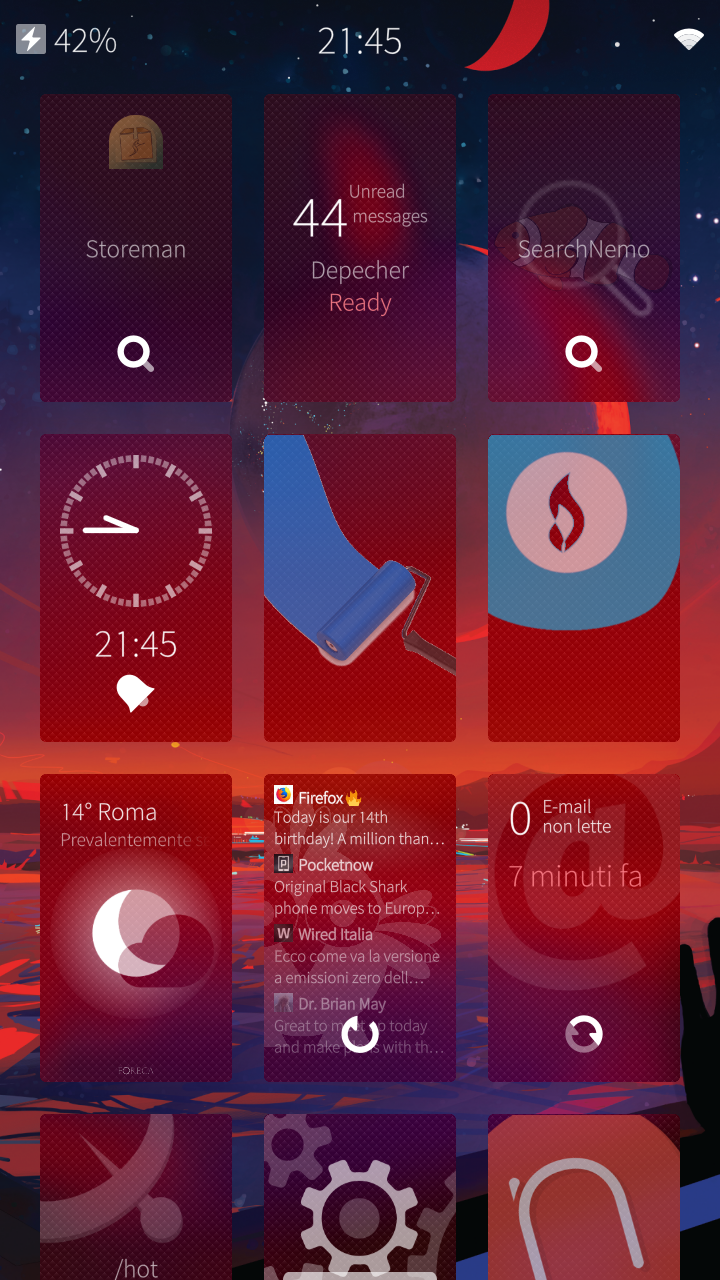 42%
21:45
Storeman
44 Unread
messages
Depecher
Ready
SearchNemo
21:45
14° Roma
Prevalentemente s
Firefox🔥
Today is our 14th
birthday! A million than…
Pocketnow
Original Black Shark
phone moves to Europ…
W Wired Italia
Ecco come va la versione
a emissioni zero dell…
Dr. Brian May
Great to meet up today
and make plans with th…
FORECA
0 E-mail
non lette
7 minuti fa
@
/hot